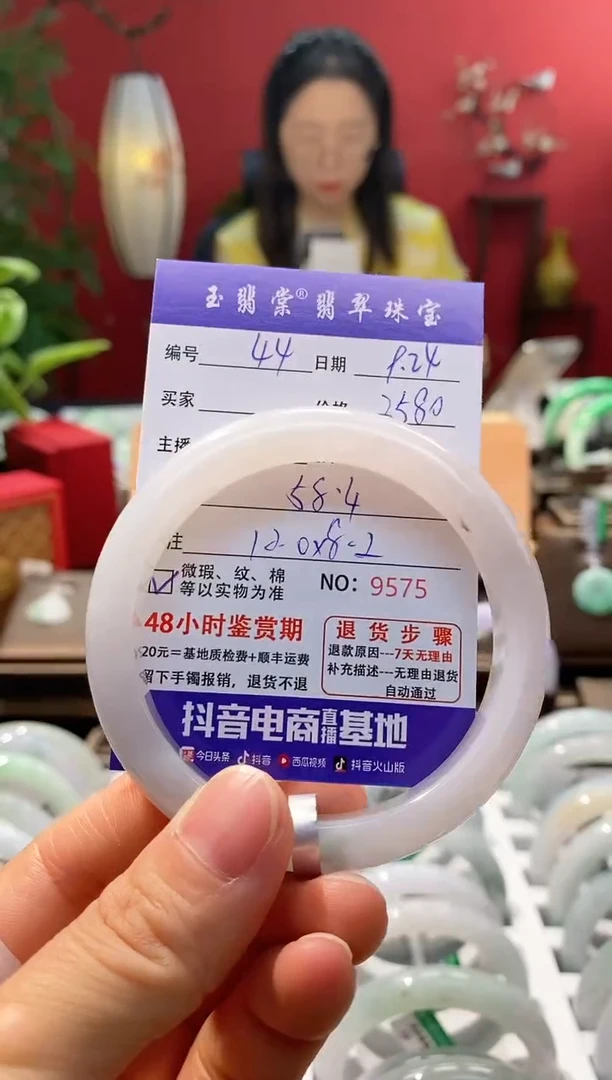 玉翡棠® 翡翠珠宝
编号 44 日期 9.24
买家 价格 2580
主播
58.4
注 12.0x8.2
微瑕、纹、棉
等以实物为准
NO: 9575
48小时鉴赏期
20元=基地质检费+顺丰运费
留下手镯报销，退货不退
退货步骤
退款原因---7天无理由
补充描述---无理由退货
自动通过
抖音电商直播基地
今日头条 抖音 西瓜视频 抖音火山版